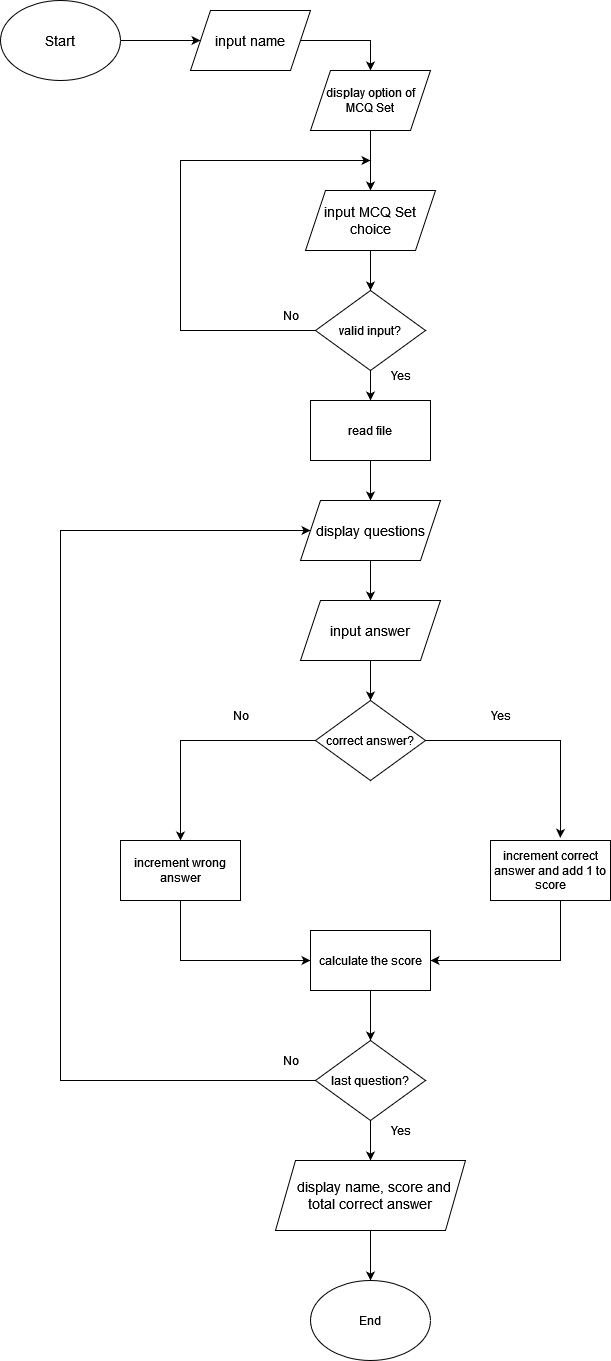 Start
input name
display option of
MCQ Set
input MCQ Set
choice
No
valid input?
Yes
read file
display questions
input answer
No
Yes
correct answer?
increment wrong
answer
increment correct
answer and add 1 to
score
calculate the score
No
last question?
Yes
display name, score and
total correct answer
End